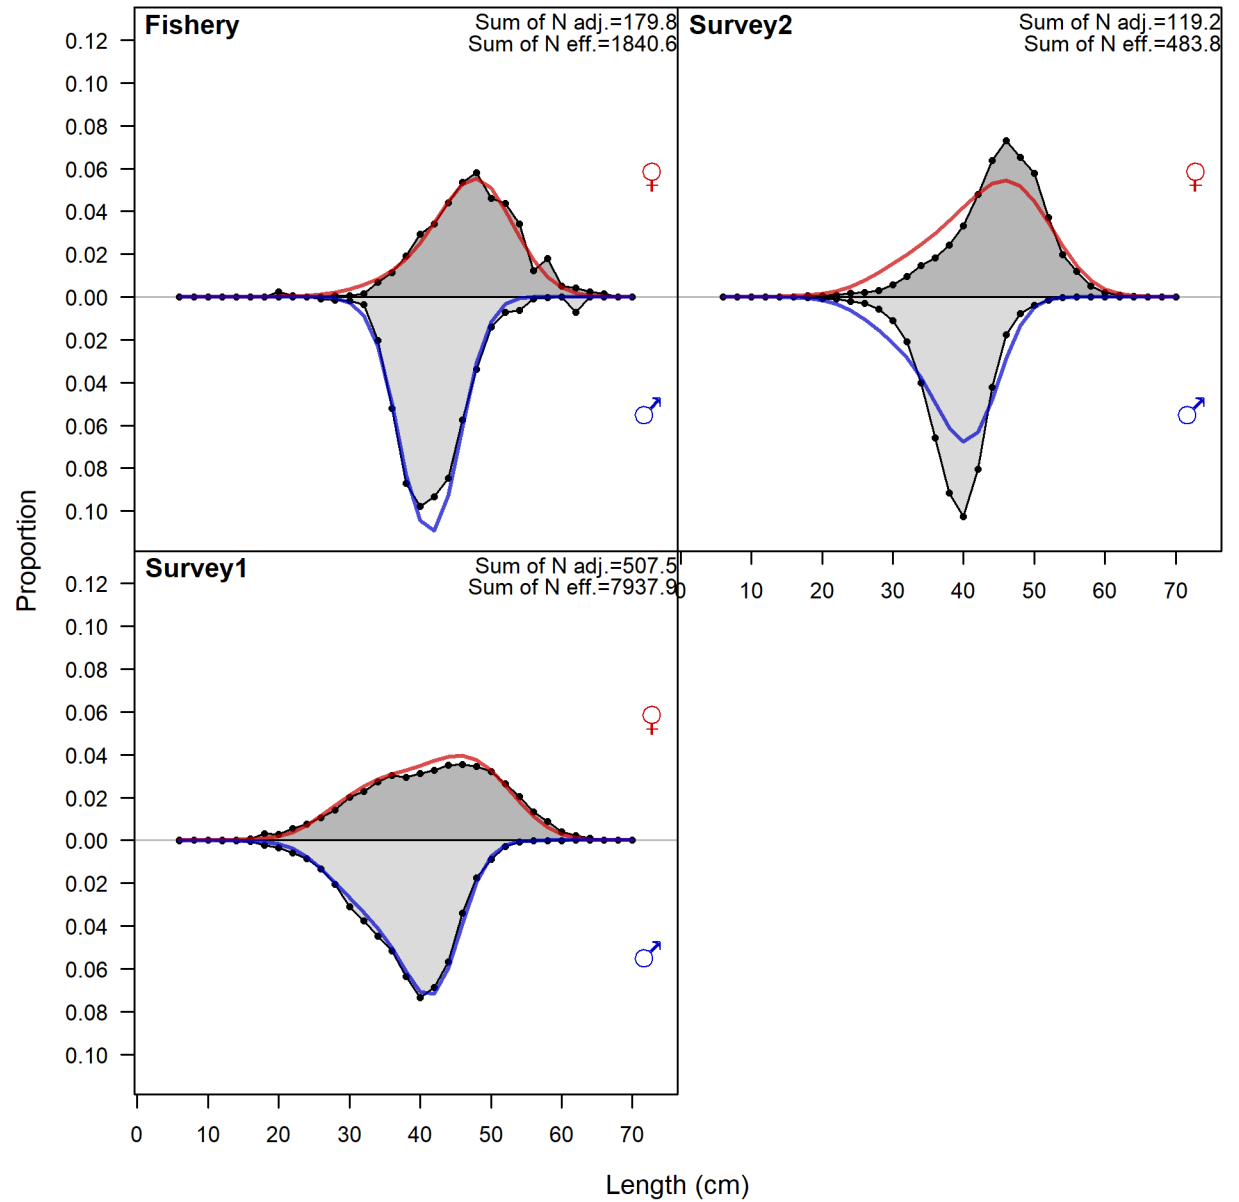 Fishery
Sum of N adj.=179.8
Sum of N eff.=1840.6
Survey2
Sum of N adj.=119.2
Sum of N eff.=483.8
0.12
0.10
0.08
0.06
0.04
0.02
0.00
0.02
0.04
0.06
0.08
0.10
♀
♂
♀
♂
0 10 20 30 40 50 60 70
Survey1
Sum of N adj.=507.5
Sum of N eff.=7937.9
0.12
0.10
0.08
0.06
0.04
0.02
0.00
0.02
0.04
0.06
0.08
0.10
♀
♂
0 10 20 30 40 50 60 70
Proportion
Length (cm)